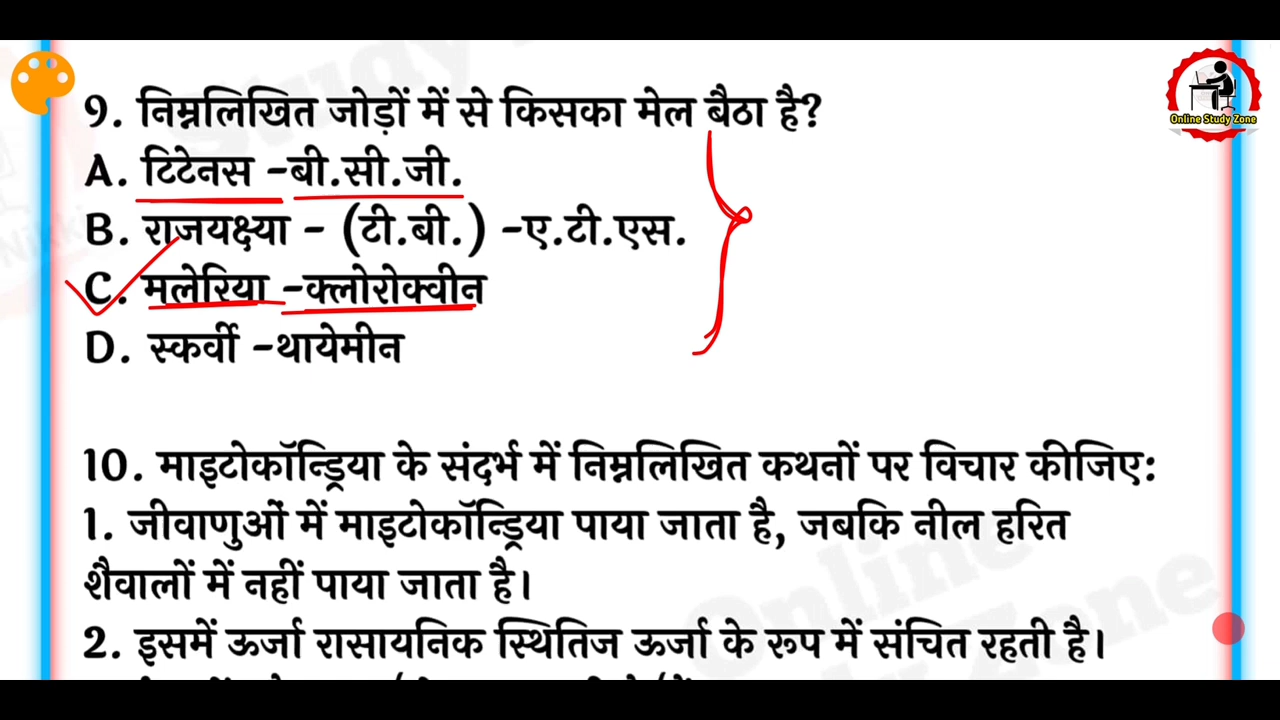 Online Study Zone
9. निम्नलिखित जोड़ों में से किसका मेल बैठा है?
A. टिटेनस -बी.सी.जी.
B. राजयक्ष्या - (टी.बी.) -ए.टी.एस.
C. मलेरिया -क्लोरोक्वीन
D. स्कर्वी -थायेमीन
10. माइटोकॉन्ड्रिया के संदर्भ में निम्नलिखित कथनों पर विचार कीजिए:
1. जीवाणुओं में माइटोकॉन्ड्रिया पाया जाता है, जबकि नील हरित
शैवालों में नहीं पाया जाता है।
2. इसमें ऊर्जा रासायनिक स्थितिज ऊर्जा के रूप में संचित रहती है।